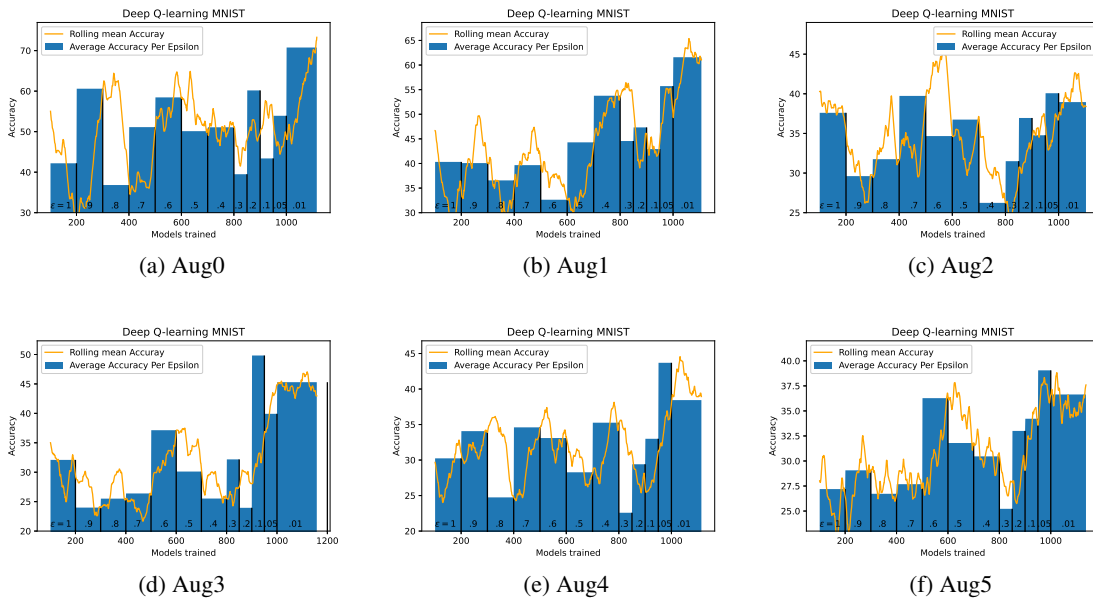 Deep Q-learning MNIST
Rolling mean Accuray
Average Accuracy Per Epsilon
Accuracy
70
60
50
40
30
ε = 1 .9 .8 .7 .6 .5 .4 .3 .2 .1 .05 .01
200 400 600 800 1000
Models trained
(a) Aug0
Deep Q-learning MNIST
Rolling mean Accuray
Average Accuracy Per Epsilon
Accuracy
65
60
55
50
45
40
35
30
ε = 1 .9 .8 .7 .6 .5 .4 .3 .2 .1 .05 .01
200 400 600 800 1000
Models trained
(b) Aug1
Deep Q-learning MNIST
Rolling mean Accuray
Average Accuracy Per Epsilon
Accuracy
45
40
35
30
25
ε = 1 .9 .8 .7 .6 .5 .4 .3 .2 .1 .05 .01
200 400 600 800 1000
Models trained
(c) Aug2
Deep Q-learning MNIST
Rolling mean Accuray
Average Accuracy Per Epsilon
Accuracy
50
45
40
35
30
25
20
ε = 1 .9 .8 .7 .6 .5 .4 .3 .2 .1 .05 .01
200 400 600 800 1000 1200
Models trained
(d) Aug3
Deep Q-learning MNIST
Rolling mean Accuray
Average Accuracy Per Epsilon
Accuracy
45
40
35
30
25
20
ε = 1 .9 .8 .7 .6 .5 .4 .3 .2 .1 .05 .01
200 400 600 800 1000
Models trained
(e) Aug4
Deep Q-learning MNIST
Rolling mean Accuray
Average Accuracy Per Epsilon
Accuracy
40.0
37.5
35.0
32.5
30.0
27.5
25.0
ε = 1 .9 .8 .7 .6 .5 .4 .3 .2 .1 .05 .01
200 400 600 800 1000
Models trained
(f) Aug5